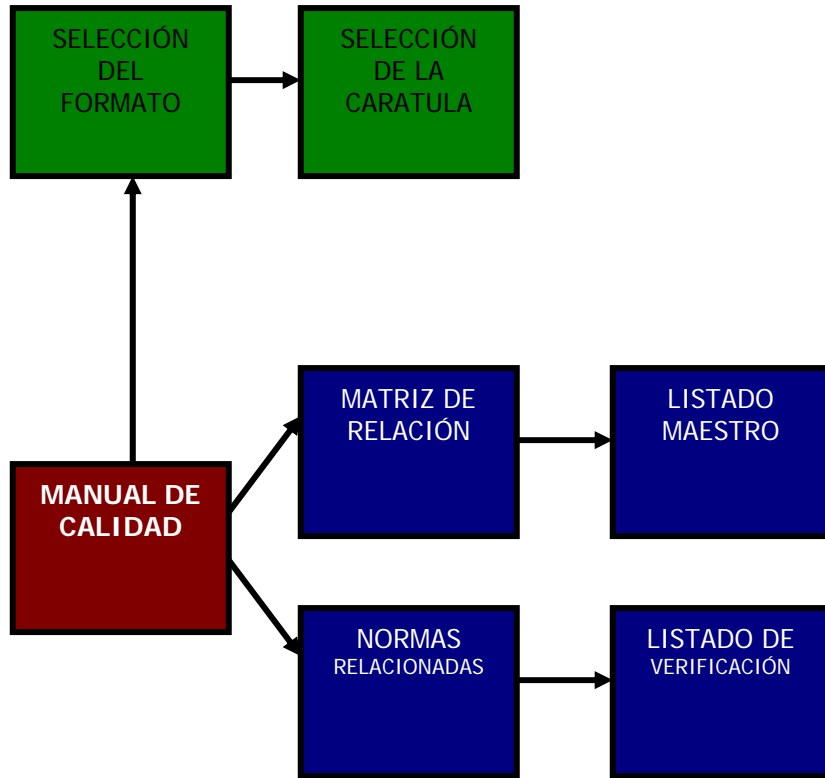 SELECCIÓN
DEL
FORMATO
SELECCIÓN
DE LA
CARATULA
MATRIZ DE
RELACIÓN
LISTADO
MAESTRO
MANUAL DE
CALIDAD
NORMAS
RELACIONADAS
LISTADO DE
VERIFICACIÓN